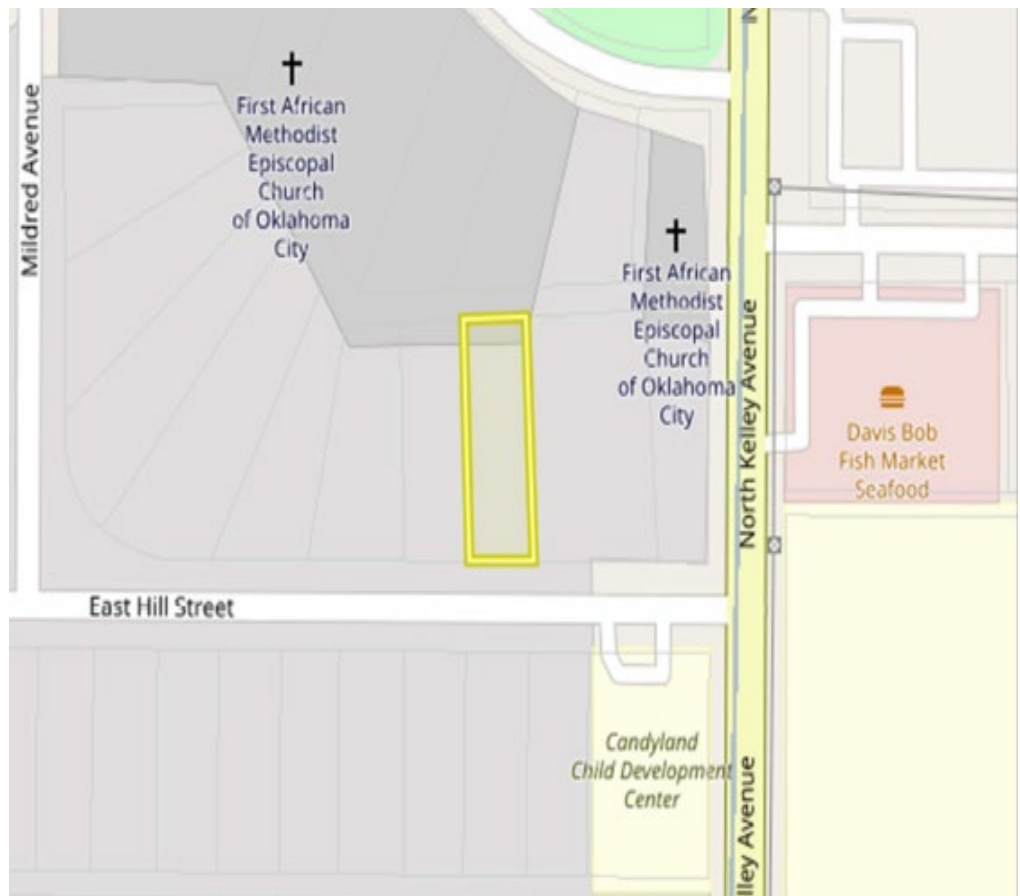 Mildred Avenue
First African
Methodist
Episcopal
Church
of Oklahoma
City
First African
Methodist
Episcopal
Church
of Oklahoma
City
North Kelley Avenue
Davis Bob
Fish Market
Seafood
East Hill Street
Candyland
Child Development
Center
lley Avenue